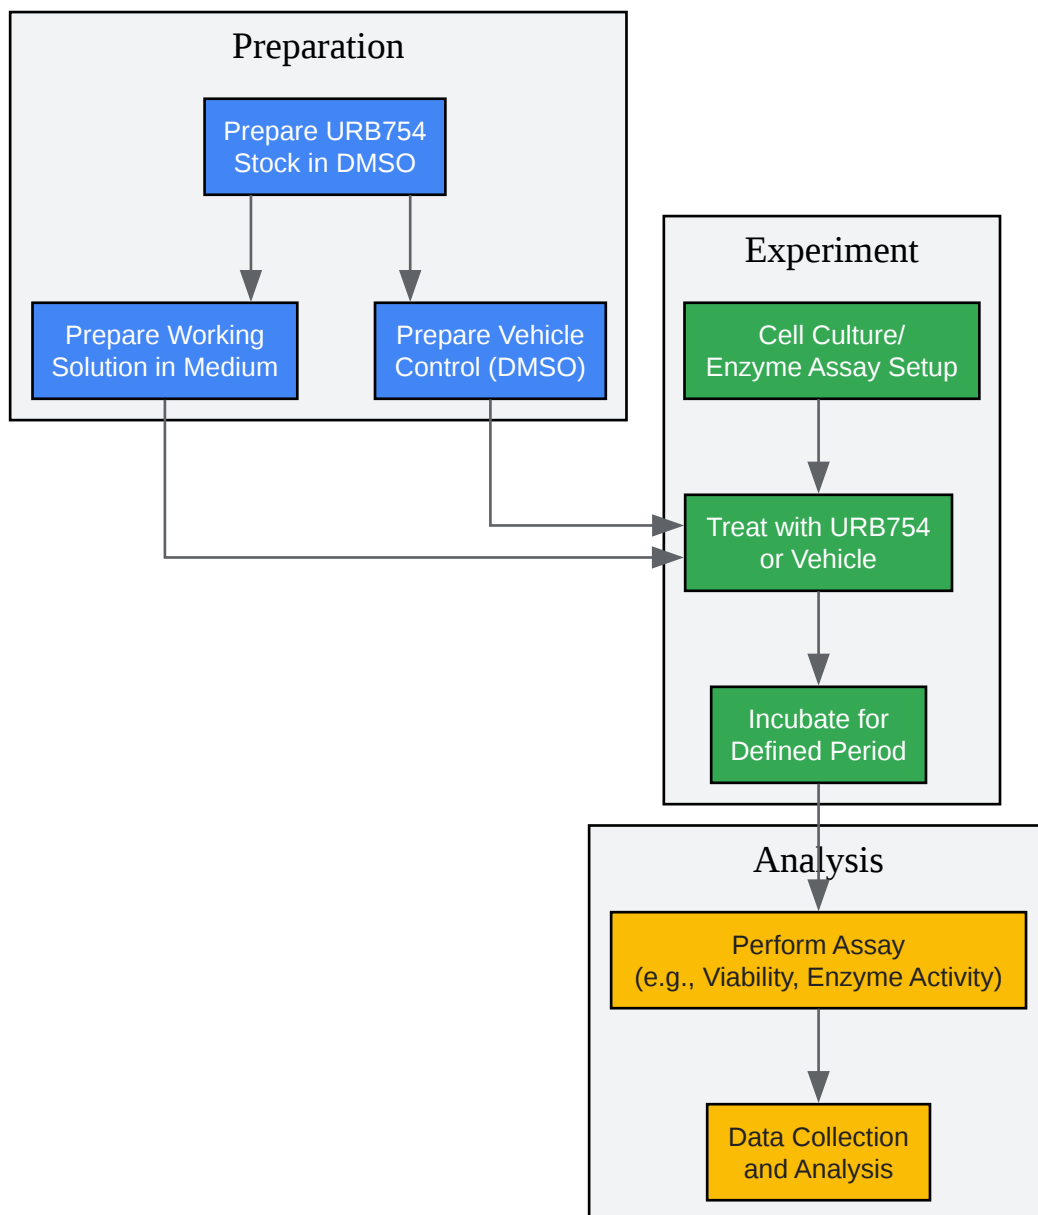 Preparation
Prepare URB754
Stock in DMSO
Prepare Working
Solution in Medium
Prepare Vehicle
Control (DMSO)
Experiment
Cell Culture/
Enzyme Assay Setup
Treat with URB754
or Vehicle
Incubate for
Defined Period
Analysis
Perform Assay
(e.g., Viability, Enzyme Activity)
Data Collection
and Analysis